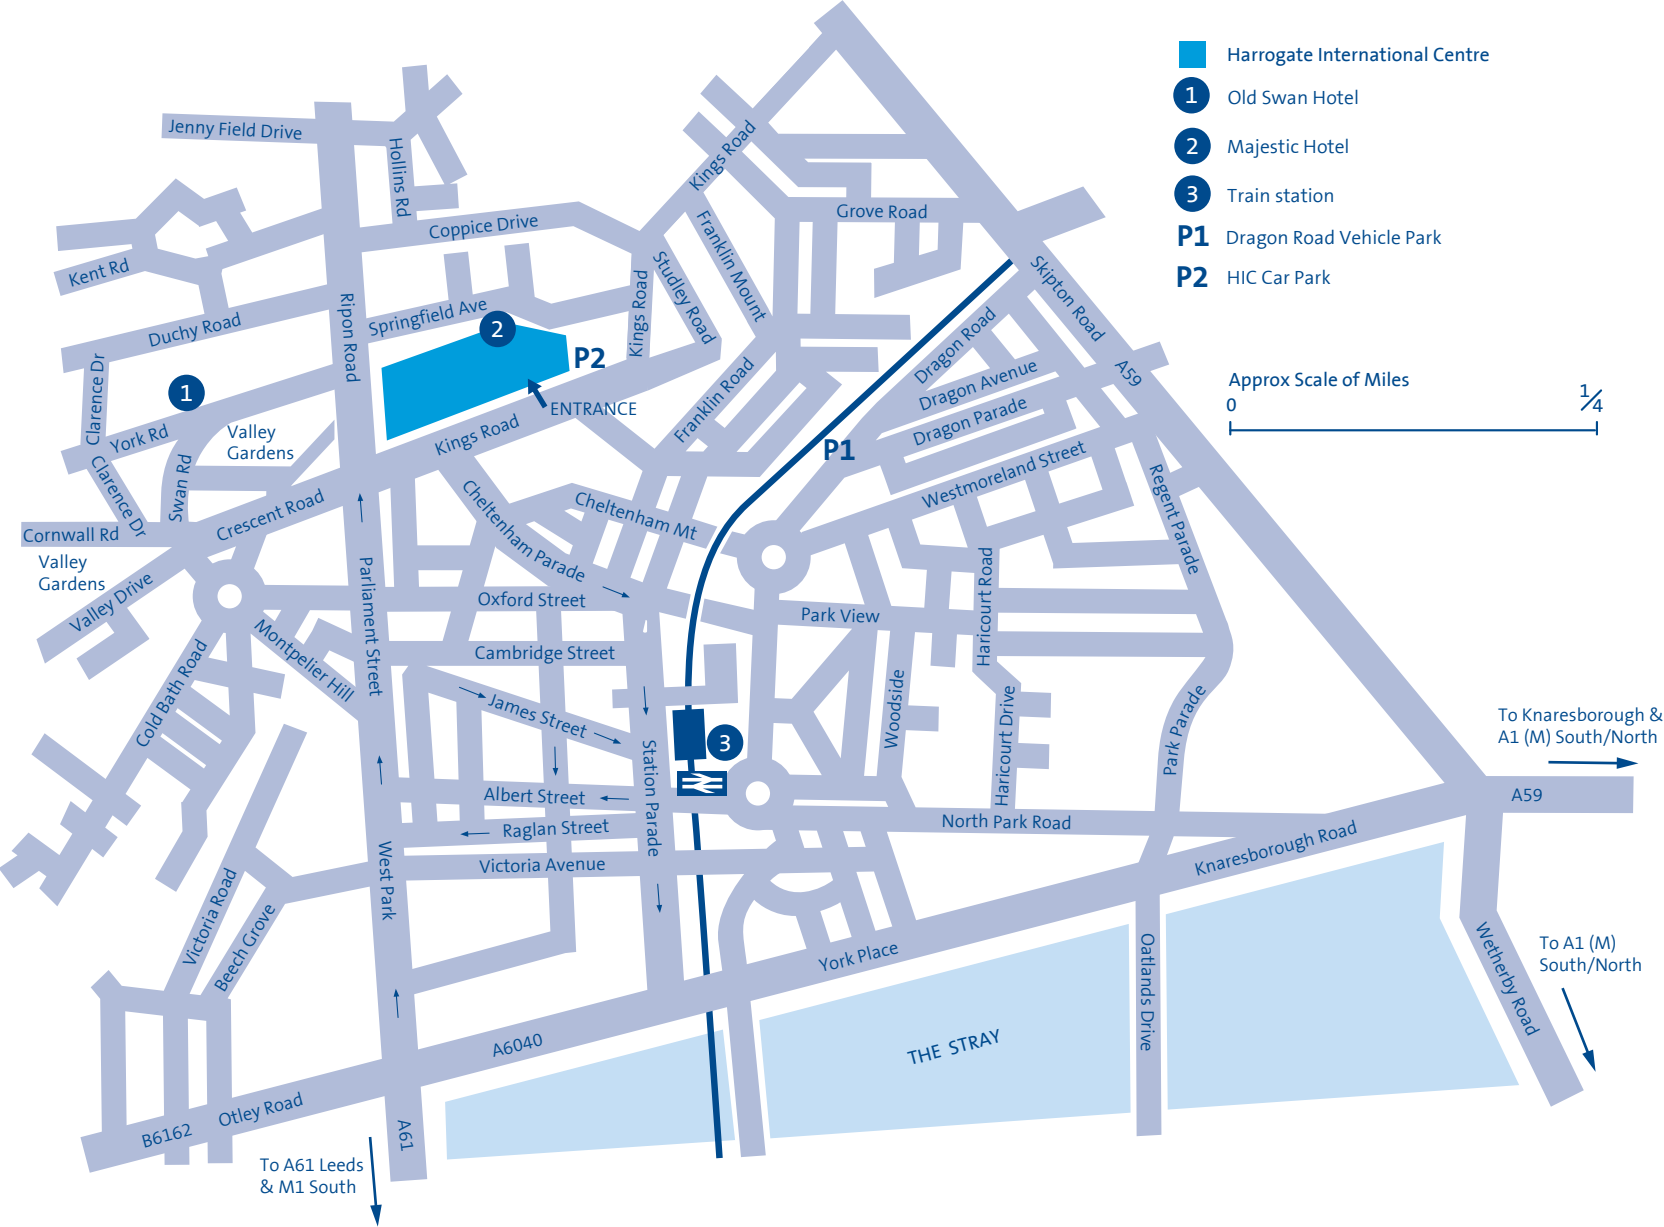 Harrogate International Centre
1 Old Swan Hotel
2 Majestic Hotel
3 Train station
P1 Dragon Road Vehicle Park
P2 HIC Car Park
Approx Scale of Miles
0
1/4
Jenny Field Drive
Hollins Rd
Kings Road
Grove Road
Coppice Drive
Franklin Mount
Kent Rd
Studley Road
Skipton Road
Duchy Road
Ripon Road
Springfield Ave
Kings Road
Dragon Road
2
P2
A59
Clarence Dr
1
ENTRANCE
Franklin Road
Dragon Avenue
Dragon Parade
York Rd
Valley
Gardens
Kings Road
P1
Clarence Dr
Swan Rd
Crescent Road
Cheltenham Mt
Westmoreland Street
Regent Parade
Cornwall Rd
Valley
Gardens
Cheltenham Parade
Valley Drive
Parliament Street
Oxford Street
Park View
Haricourt Road
Montpelier Hill
Cambridge Street
Cold Bath Road
James Street
Woodside
Haricourt Drive
Park Parade
To Knaresborough &
A1 (M) South/North
3
Station Parade
Albert Street
A59
Raglan Street
North Park Road
Knaresborough Road
Victoria Avenue
West Park
Victoria Road
Beech Grove
York Place
Oatlands Drive
Wetherby Road
To A1 (M)
South/North
THE STRAY
A6040
Otley Road
B6162
A61
To A61 Leeds
& M1 South